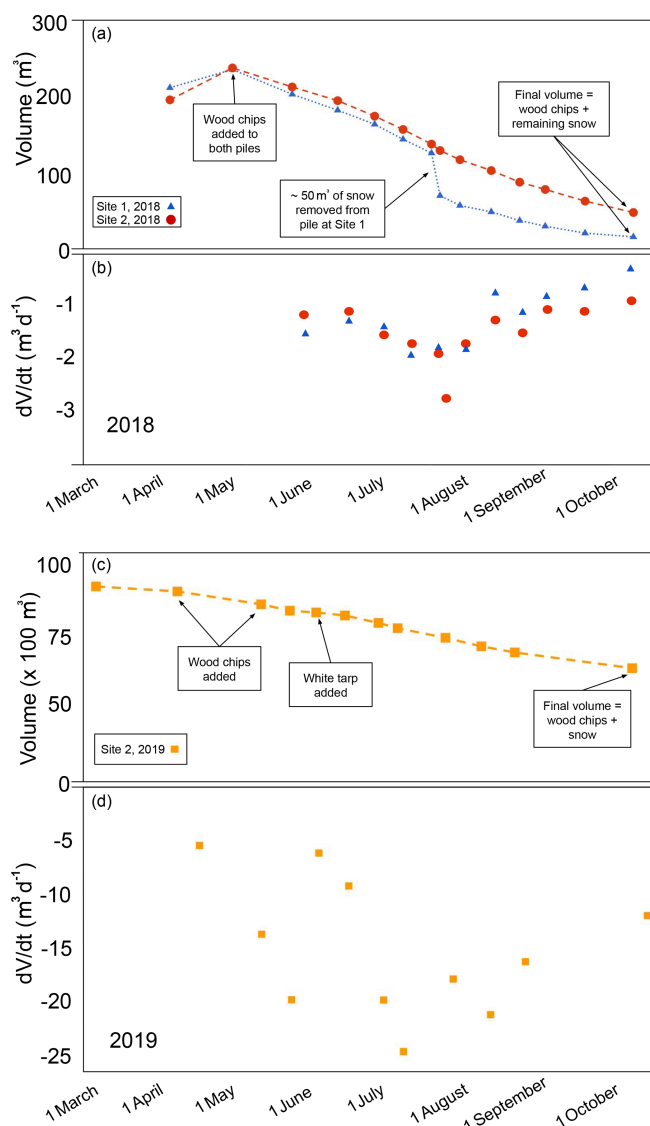 300
(a)
200
100
0
Volume (m³)
Wood chips
added to
both piles
Final volume =
wood chips +
remaining snow
~ 50 m³ of snow
removed from
pile at Site 1
Site 1, 2018
Site 2, 2018
(b)
-1
-2
-3
dV/dt (m³ d⁻¹)
2018
1 March
1 April
1 May
1 June
1 July
1 August
1 September
1 October
100
(c)
75
50
0
Volume (x 100 m³)
Wood chips
added
White tarp
added
Final volume =
wood chips +
snow
Site 2, 2019
(d)
-5
-10
-15
-20
-25
dV/dt (m³ d⁻¹)
2019
1 March
1 April
1 May
1 June
1 July
1 August
1 September
1 October